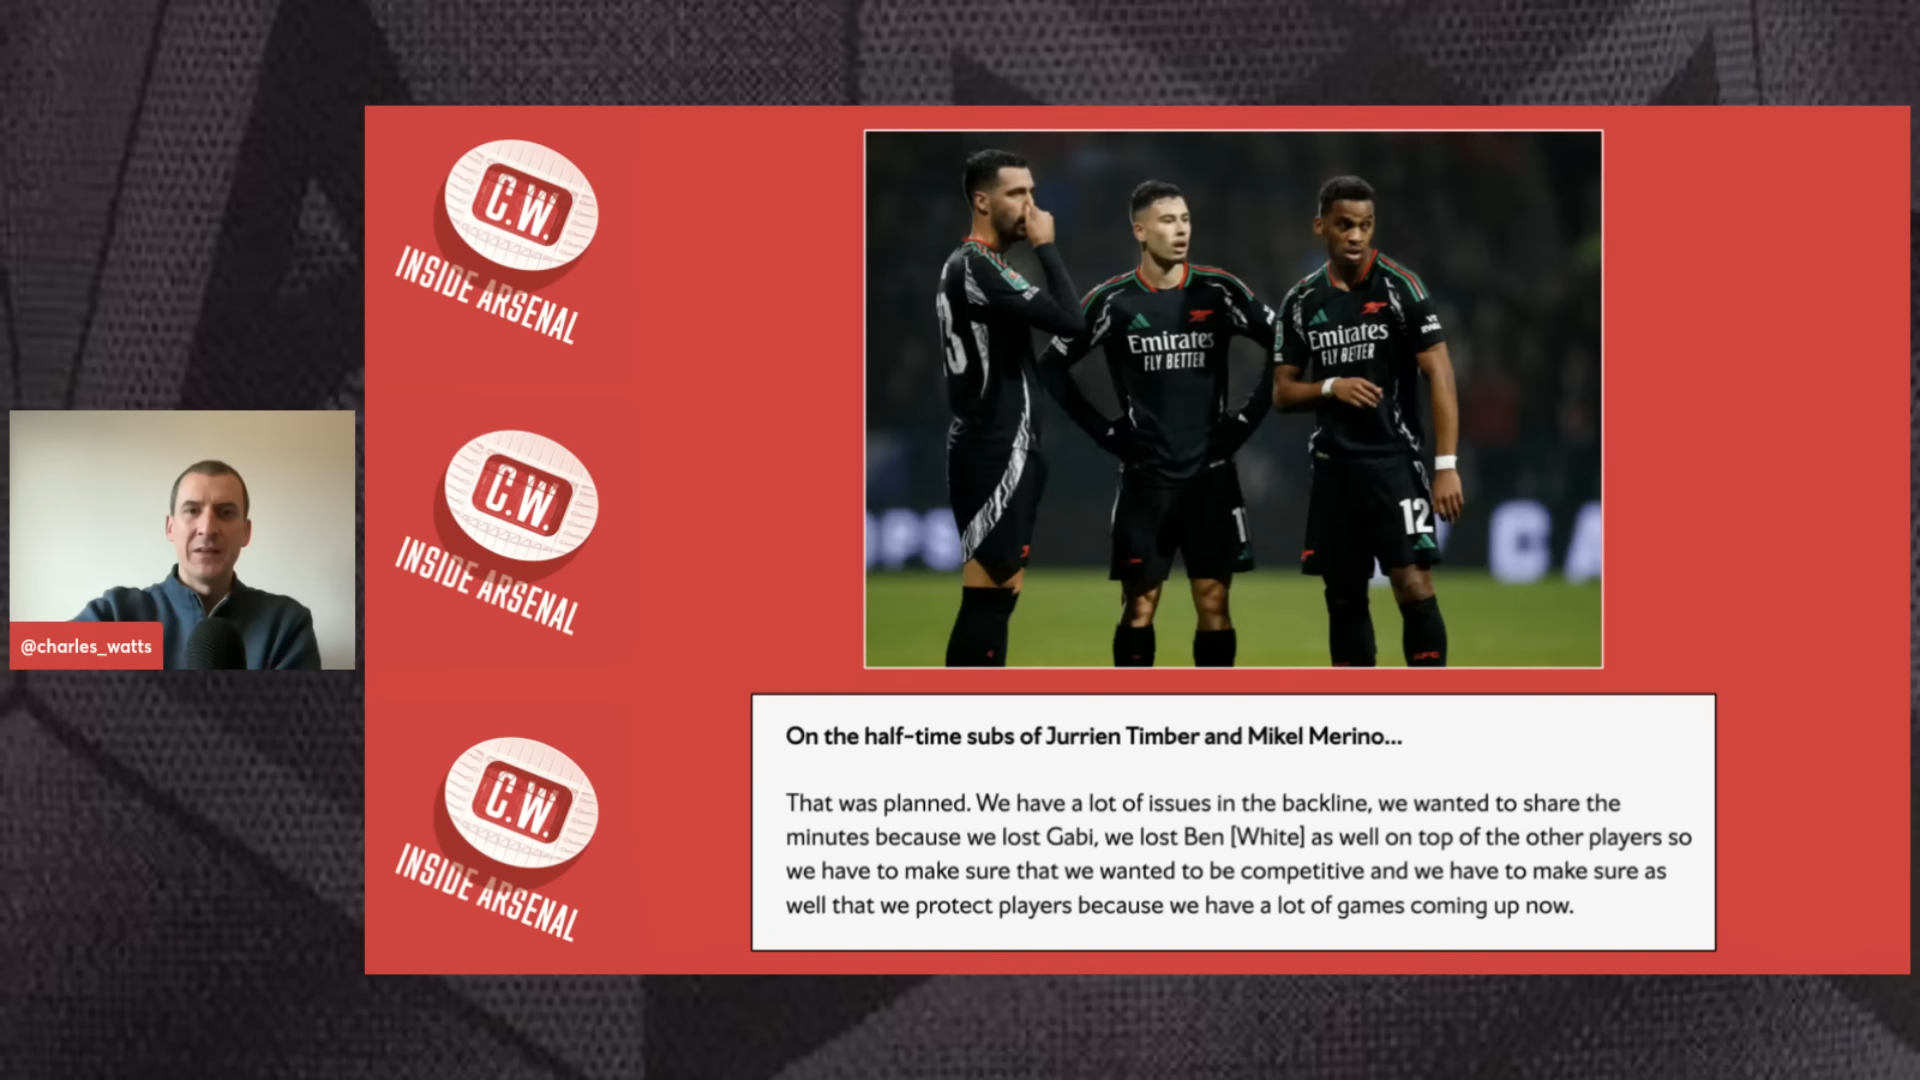 C.W.
INSIDE ARSENAL
C.W.
INSIDE ARSENAL
C.W.
INSIDE ARSENAL
@charles_watts
Emirates
FLY BETTER
Emirates
FLY BETTER
12
On the half-time subs of Jurrien Timber and Mikel Merino...
That was planned. We have a lot of issues in the backline, we wanted to share the
minutes because we lost Gabi, we lost Ben [White] as well on top of the other players so
we have to make sure that we wanted to be competitive and we have to make sure as
well that we protect players because we have a lot of games coming up now.